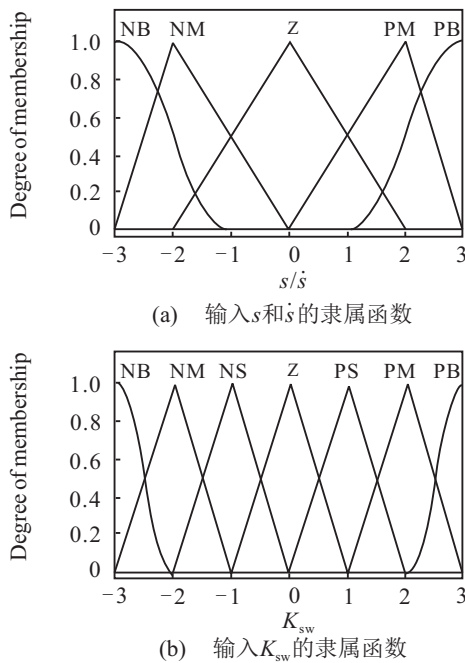 NB NM Z PM PB
Degree of membership
1.0
0.8
0.6
0.4
0.2
0
−3 −2 −1 0 1 2 3
s/ṡ
(a) 输入s和ṡ的隶属函数
NB NM NS Z PS PM PB
Degree of membership
1.0
0.8
0.6
0.4
0.2
0
−3 −2 −1 0 1 2 3
K_sw
(b) 输入K_sw的隶属函数